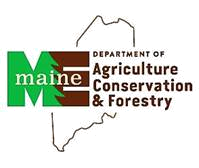 DEPARTMENT OF
maine Agriculture
Conservation
& Forestry